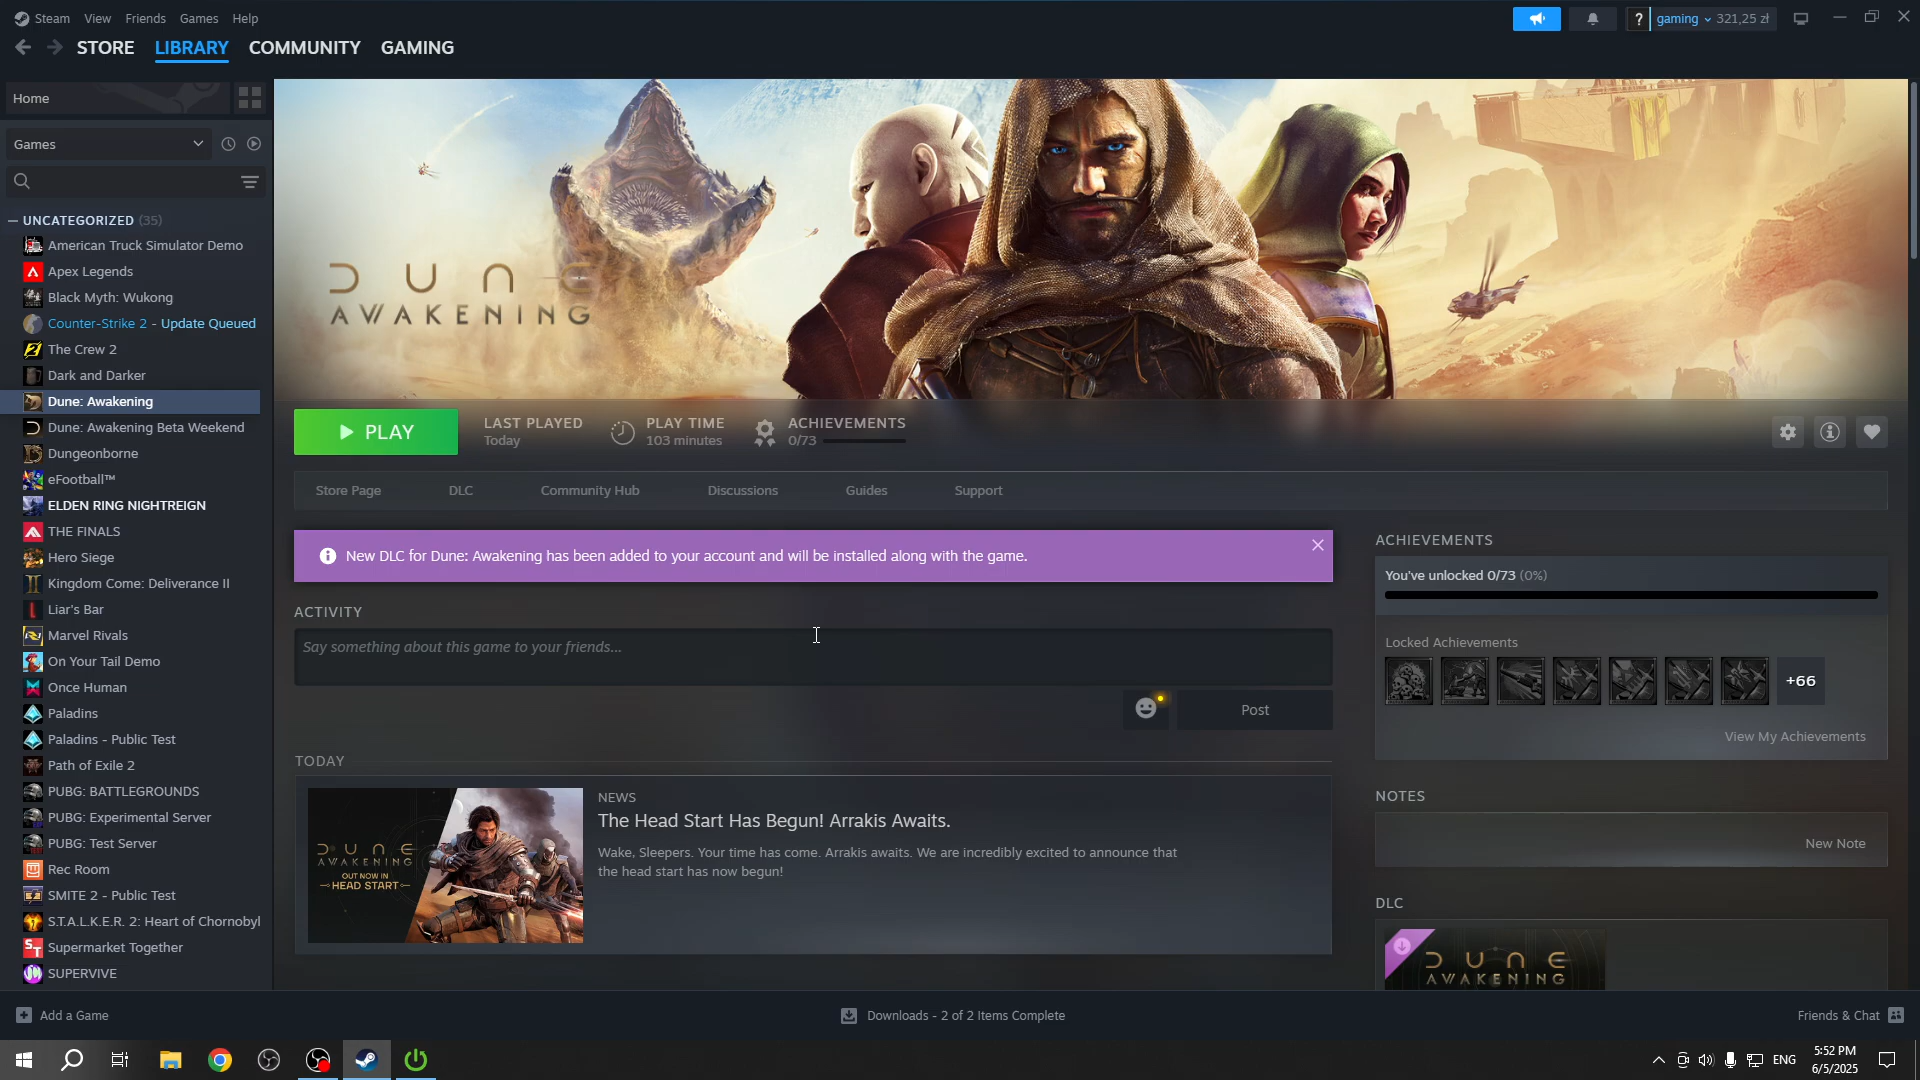 Steam View Friends Games Help
gaming 321,25 zł
STORE LIBRARY COMMUNITY GAMING
Home
Games
UNCATEGORIZED (35)
American Truck Simulator Demo
Apex Legends
Black Myth: Wukong
Counter-Strike 2 - Update Queued
The Crew 2
Dark and Darker
Dune: Awakening
Dune: Awakening Beta Weekend
Dungeonborne
eFootball™
ELDEN RING NIGHTREIGN
THE FINALS
Hero Siege
Kingdom Come: Deliverance II
Liar's Bar
Marvel Rivals
On Your Tail Demo
Once Human
Paladins
Paladins - Public Test
Path of Exile 2
PUBG: BATTLEGROUNDS
PUBG: Experimental Server
PUBG: Test Server
Rec Room
SMITE 2 - Public Test
S.T.A.L.K.E.R. 2: Heart of Chornobyl
Supermarket Together
SUPERVIVE
DUNE
AWAKENING
PLAY
LAST PLAYED
Today
PLAY TIME
103 minutes
ACHIEVEMENTS
0/73
Store Page DLC Community Hub Discussions Guides Support
New DLC for Dune: Awakening has been added to your account and will be installed along with the game.
ACTIVITY
Say something about this game to your friends...
Post
TODAY
DUNE
AWAKENING
OUT NOW IN
HEAD START
NEWS
The Head Start Has Begun! Arrakis Awaits.
Wake, Sleepers. Your time has come. Arrakis awaits. We are incredibly excited to announce that
the head start has now begun!
ACHIEVEMENTS
You've unlocked 0/73 (0%)
Locked Achievements
+66
View My Achievements
NOTES
New Note
DLC
DUNE
AWAKENING
Add a Game
Downloads - 2 of 2 Items Complete
Friends & Chat
ENG
5:52 PM
6/5/2025